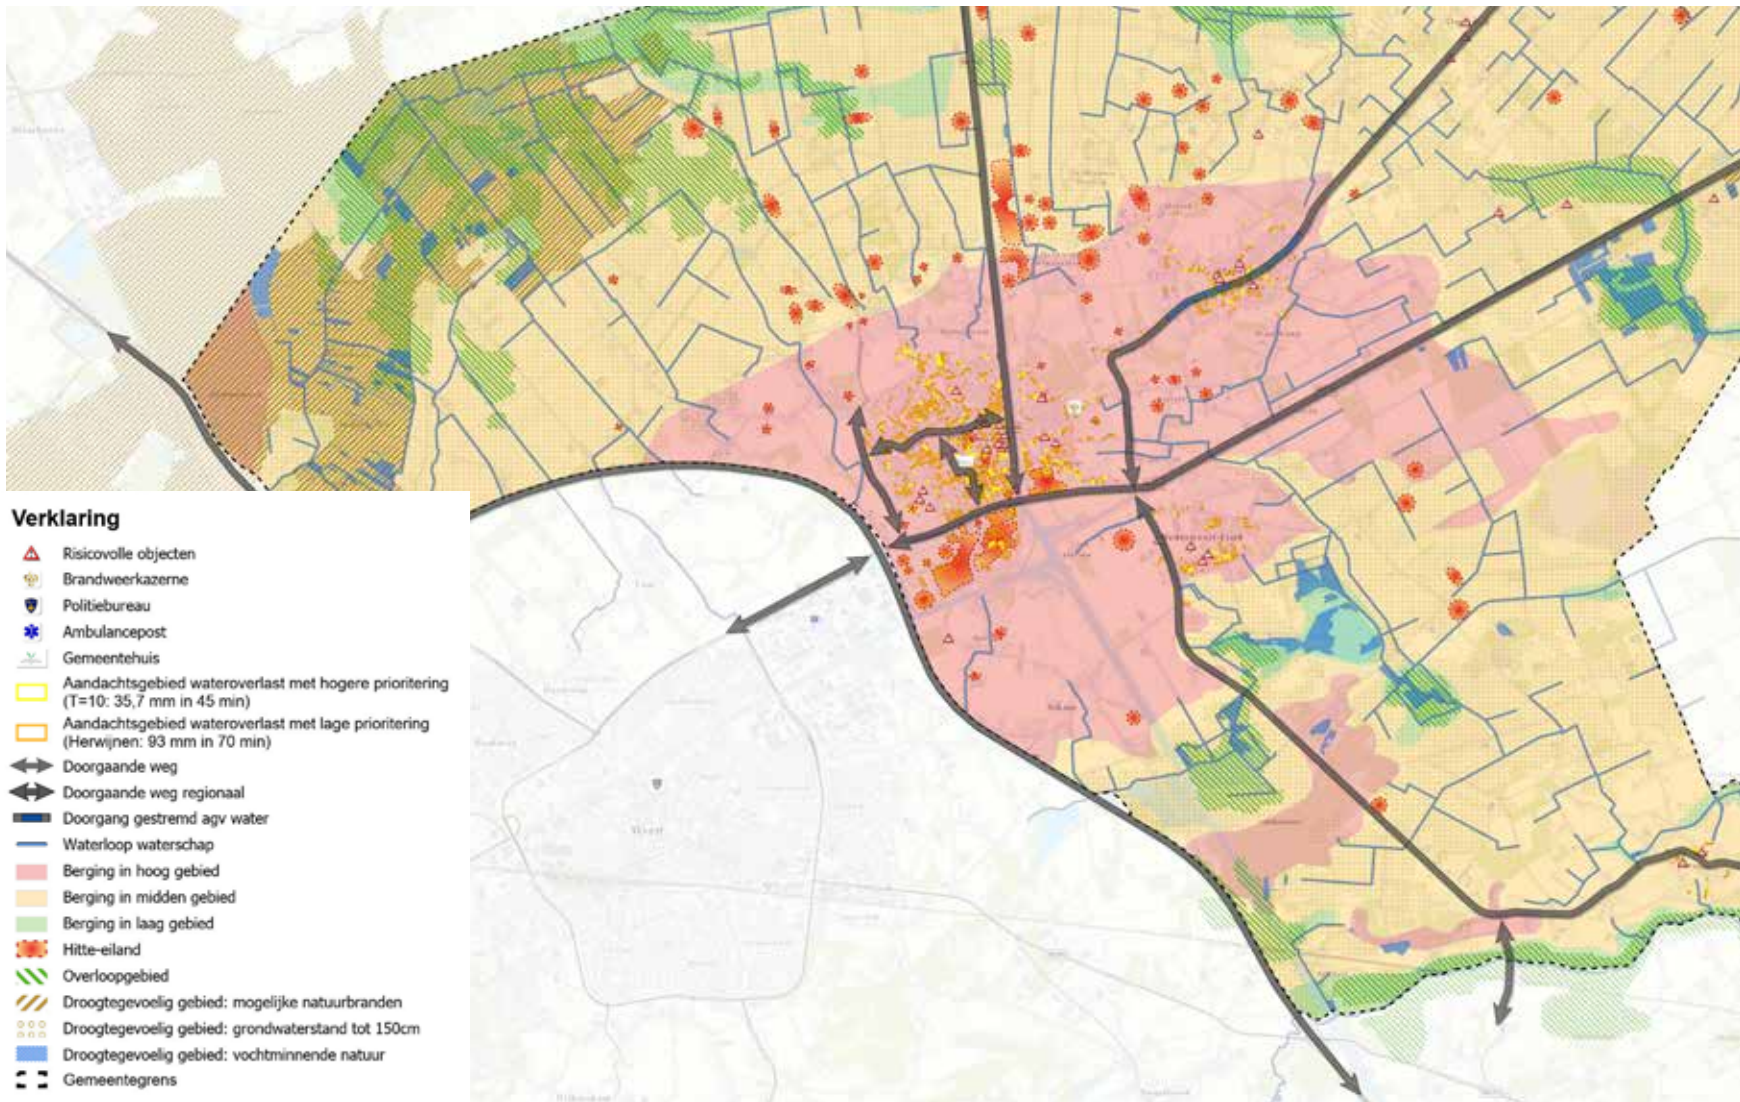 Verklaring
Risicovolle objecten
Brandweerkazerne
Politiebureau
Ambulancepost
Gemeentehuis
Aandachtsgebied wateroverlast met hogere prioritering
(T=10: 35,7 mm in 45 min)
Aandachtsgebied wateroverlast met lage prioritering
(Herwijnen: 93 mm in 70 min)
Doorgaande weg
Doorgaande weg regionaal
Doorgang gestremd agv water
Waterloop waterschap
Berging in hoog gebied
Berging in midden gebied
Berging in laag gebied
Hitte-eiland
Overloopgebied
Droogtegevoelig gebied: mogelijke natuurbranden
Droogtegevoelig gebied: grondwaterstand tot 150cm
Droogtegevoelig gebied: vochtminnende natuur
Gemeentegrens